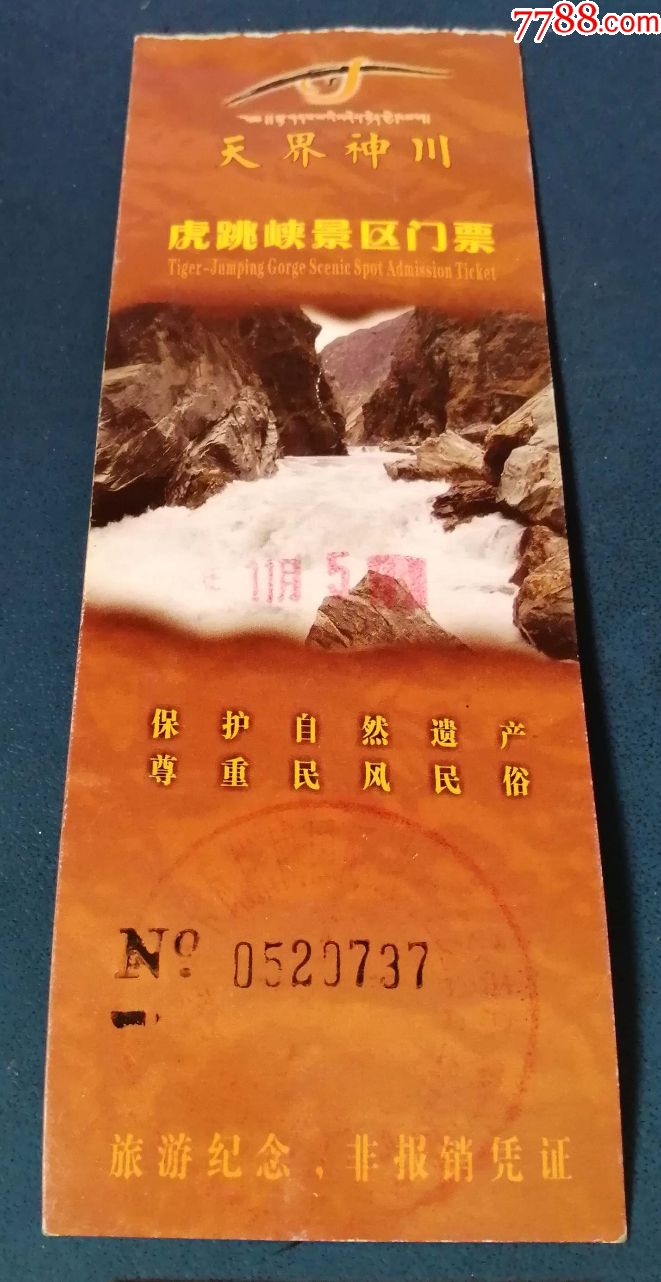 7788.com
天界神川
虎跳峡景区门票
Tiger-Jumping Gorge Scenic Spot Admission Ticket
11月 5
保护自然遗产
尊重民风民俗
No 0520737
旅游纪念,非报销凭证